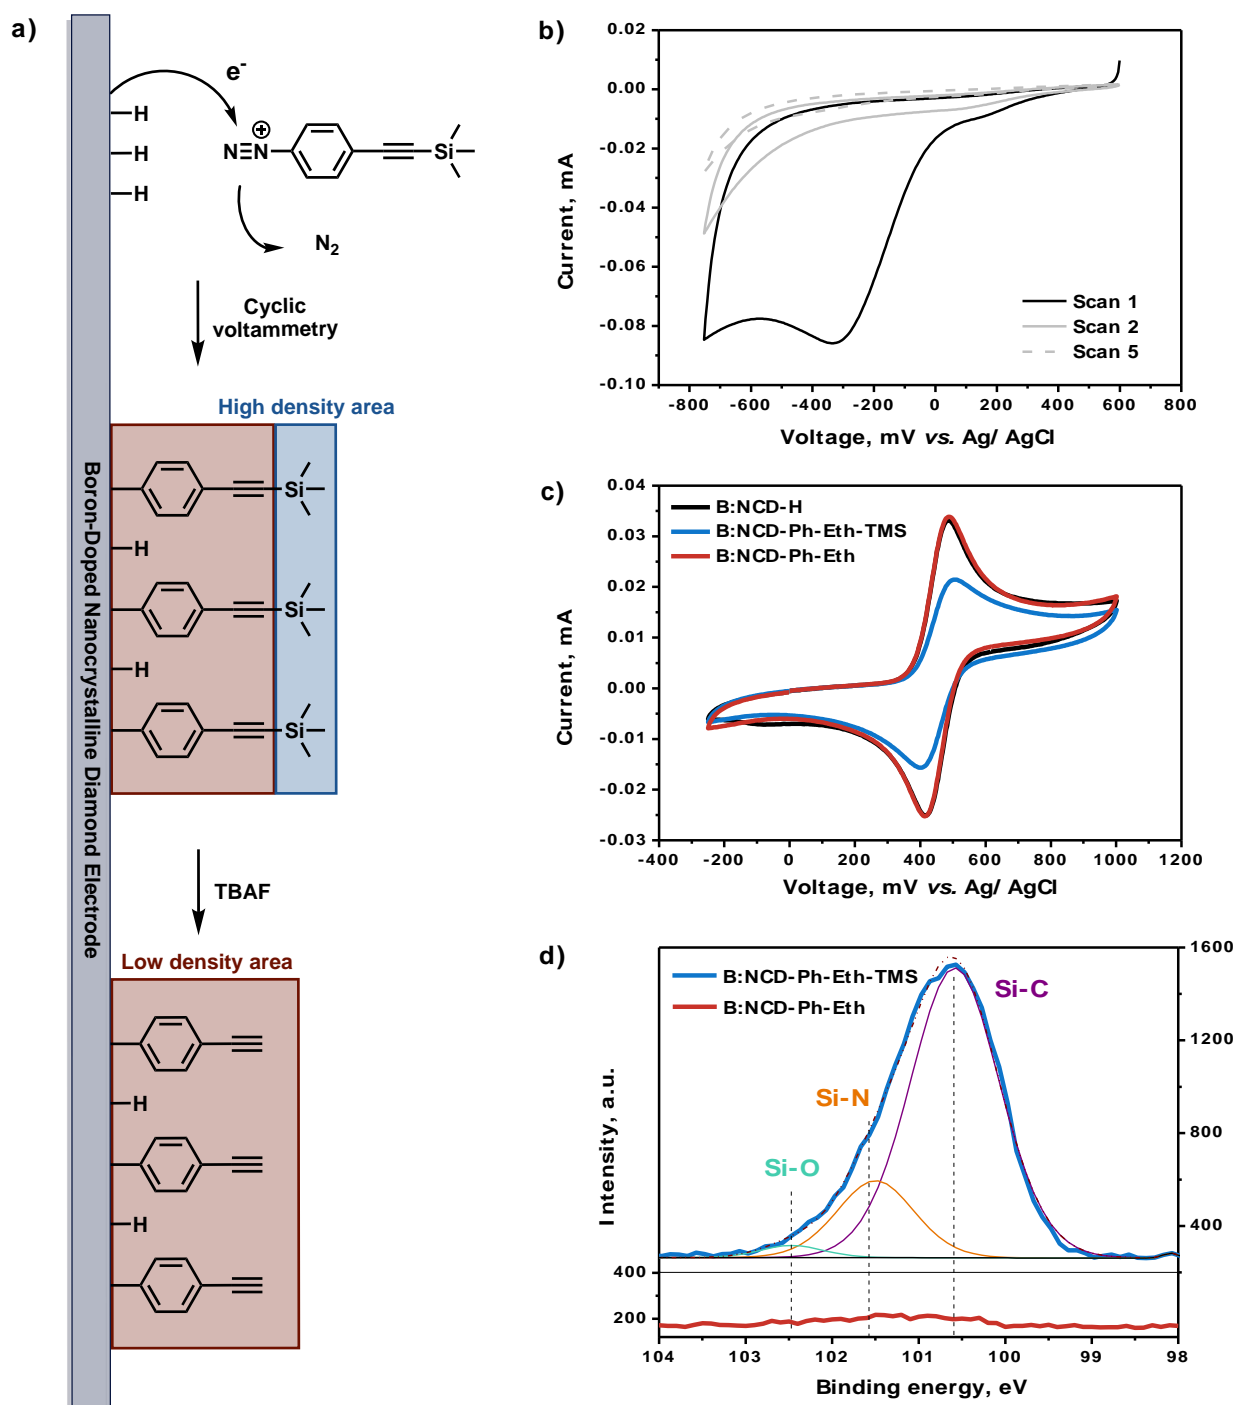 a)
e-
H
H
H
N≡N
⊕
Si
N2
Cyclic
voltammetry
High density area
Si
H
Si
H
Si
Boron-Doped Nanocrystalline Diamond Electrode
TBAF
Low density area
H
H
b)
0.02
0.00
-0.02
-0.04
-0.06
-0.08
-0.10
Current, mA
Scan 1
Scan 2
Scan 5
-800 -600 -400 -200 0 200 400 600 800
Voltage, mV vs. Ag/ AgCl
c)
0.04
0.03
0.02
0.01
0.00
-0.01
-0.02
-0.03
Current, mA
B:NCD-H
B:NCD-Ph-Eth-TMS
B:NCD-Ph-Eth
-400 -200 0 200 400 600 800 1000 1200
Voltage, mV vs. Ag/ AgCl
d)
B:NCD-Ph-Eth-TMS
B:NCD-Ph-Eth
Si-C
Si-N
Si-O
1600
1200
800
400
400
200
Intensity, a.u.
104 103 102 101 100 99 98
Binding energy, eV